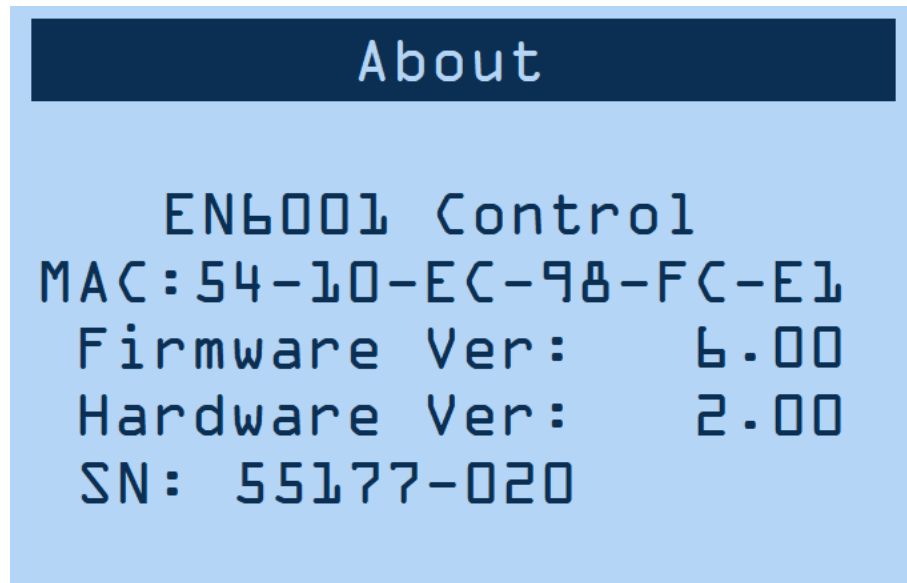 About
EN6001 Control
MAC:54-10-EC-98-FC-E1
Firmware Ver: 6.00
Hardware Ver: 2.00
SN: 55177-020